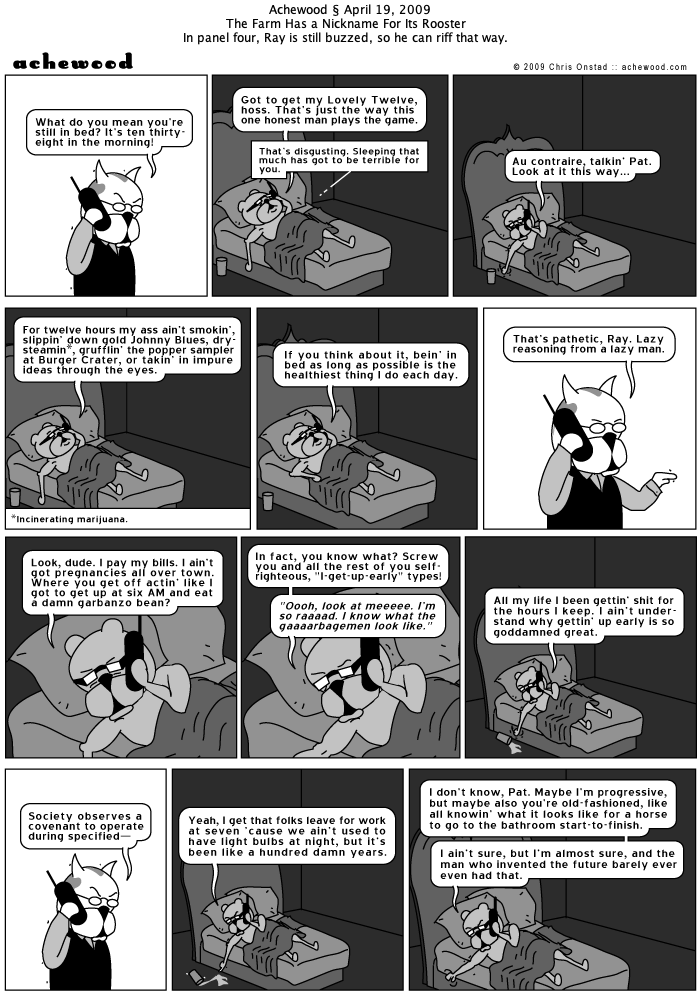 Achewood § April 19, 2009
The Farm Has a Nickname For Its Rooster
In panel four, Ray is still buzzed, so he can riff that way.
achewood
© 2009 Chris Onstad :: achewood.com
What do you mean you're
still in bed? It's ten thirty-
eight in the morning!
Got to get my Lovely Twelve,
hoss. That's just the way this
one honest man plays the game.
That's disgusting. Sleeping that
much has got to be terrible for
you.
Au contraire, talkin' Pat.
Look at it this way...
For twelve hours my ass ain't smokin',
slippin' down gold Johnny Blues, dry-
steamin*, grufflin' the popper sampler
at Burger Crater, or takin' in impure
ideas through the eyes.
*Incinerating marijuana.
If you think about it, bein' in
bed as long as possible is the
healthiest thing I do each day.
That's pathetic, Ray. Lazy
reasoning from a lazy man.
Look, dude. I pay my bills. I ain't
got pregnancies all over town.
Where you get off actin' like I
got to get up at six AM and eat
a damn garbanzo bean?
In fact, you know what? Screw
you and all the rest of you self-
righteous, "I-get-up-early" types!
"Oooh, look at meeeee. I'm
so raaaad. I know what the
gaaaarbagemen look like."
All my life I been gettin' shit for
the hours I keep. I ain't under-
stand why gettin' up early is so
goddamned great.
Society observes a
covenant to operate
during specified—
Yeah, I get that folks leave for work
at seven 'cause we ain't used to
have light bulbs at night, but it's
been like a hundred damn years.
I don't know, Pat. Maybe I'm progressive,
but maybe also you're old-fashioned, like
all knowin' what it looks like for a horse
to go to the bathroom start-to-finish.
I ain't sure, but I'm almost sure, and the
man who invented the future barely ever
even had that.